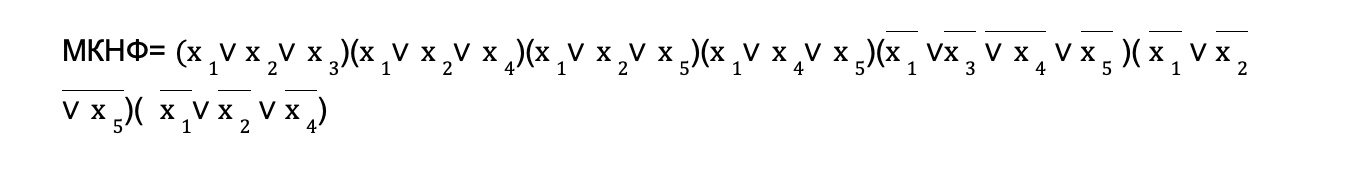 МКНФ= (x₁∨ x₂∨ x₃)(x₁∨ x₂∨ x₄)(x₁∨ x₂∨ x₅)(x₁∨ x₄∨ x₅)(x̅₁ ∨x̅₃ ∨ x̅₄ ∨ x̅₅ )( x̅₁ ∨ x̅₂
∨ x̅₅)( x̅₁∨ x̅₂ ∨ x̅₄)